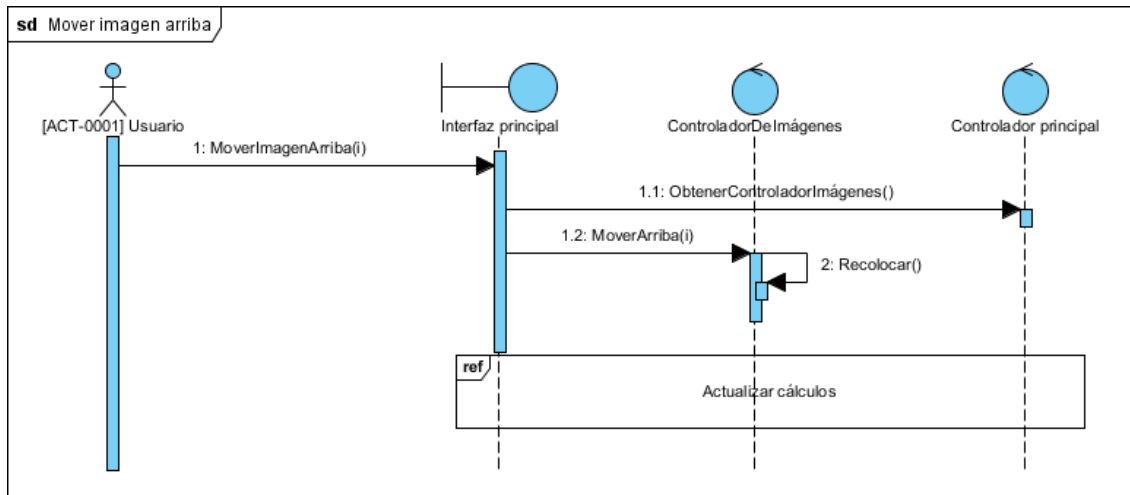 sd Mover imagen arriba
[ACT-0001] Usuario
Interfaz principal
ControladorDeImágenes
Controlador principal
1: MoverImagenArriba(i)
1.1: ObtenerControladorImágenes()
1.2: MoverArriba(i)
2: Recolocar()
ref
Actualizar cálculos